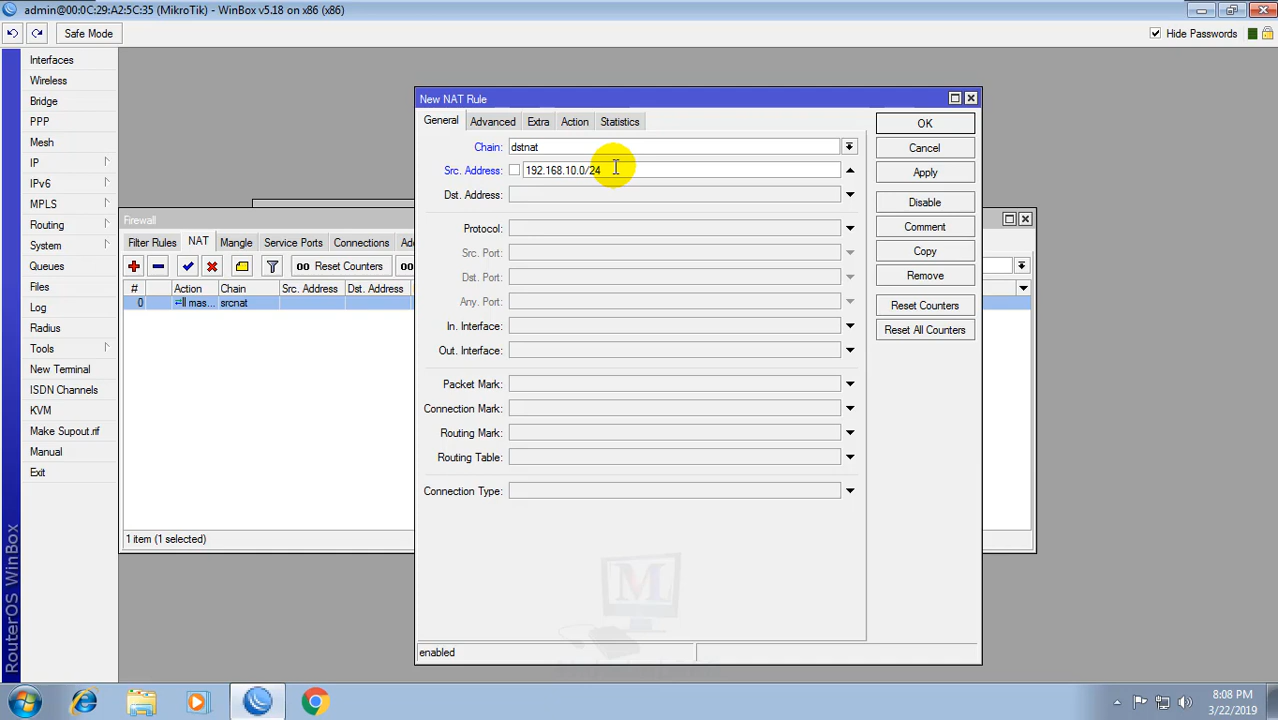 admin@00:0C:29:A2:5C:35 (MikroTik) - WinBox v5.18 on x86 (x86)
Safe Mode
Hide Passwords
Interfaces
Wireless
Bridge
PPP
Mesh
IP
IPv6
MPLS
Routing
System
Queues
Files
Log
Radius
Tools
New Terminal
ISDN Channels
KVM
Make Supout.rif
Manual
Exit
RouterOS WinBox
Firewall
Filter Rules NAT Mangle Service Ports Connections Ad
00 Reset Counters 00
# Action Chain Src. Address Dst. Address
0 mas... srcnat
1 item (1 selected)
New NAT Rule
General Advanced Extra Action Statistics
Chain: dstnat
Src. Address: 192.168.10.0/24
Dst. Address:
Protocol:
Src. Port:
Dst. Port:
Any. Port:
In. Interface:
Out. Interface:
Packet Mark:
Connection Mark:
Routing Mark:
Routing Table:
Connection Type:
OK
Cancel
Apply
Disable
Comment
Copy
Remove
Reset Counters
Reset All Counters
enabled
M
8:08 PM
3/22/2019